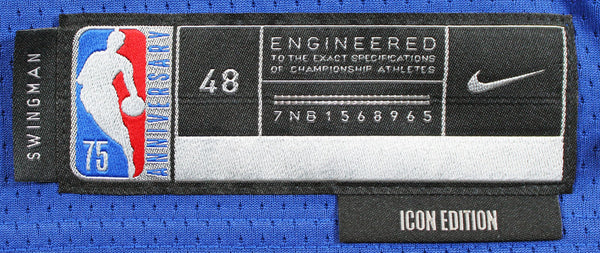 SWINGMAN
75
ANNIVERSARY
48
ENGINEERED
TO THE EXACT SPECIFICATIONS
OF CHAMPIONSHIP ATHLETES
7NB1568965
ICON EDITION